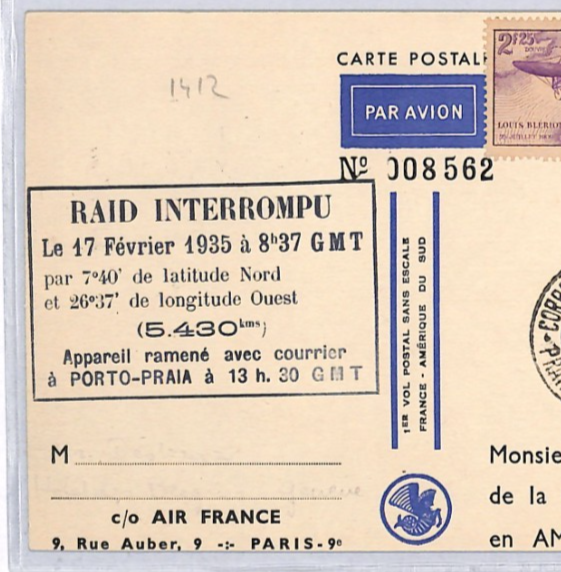 CARTE POSTAL
1412
PAR AVION
2f25
LOUIS BLERIO
Nº 008562
RAID INTERROMPU
Le 17 Février 1935 à 8h37 GMT
par 7°40' de latitude Nord
et 26°37' de longitude Ouest
(5.430kms)
Appareil ramené avec courrier
à PORTO-PRAIA à 13 h. 30 GMT
1ER VOL POSTAL SANS ESCALE
FRANCE - AMÉRIQUE DU SUD
M
c/o AIR FRANCE
9, Rue Auber, 9 -:- PARIS-9e
Monsie
de la
en AM